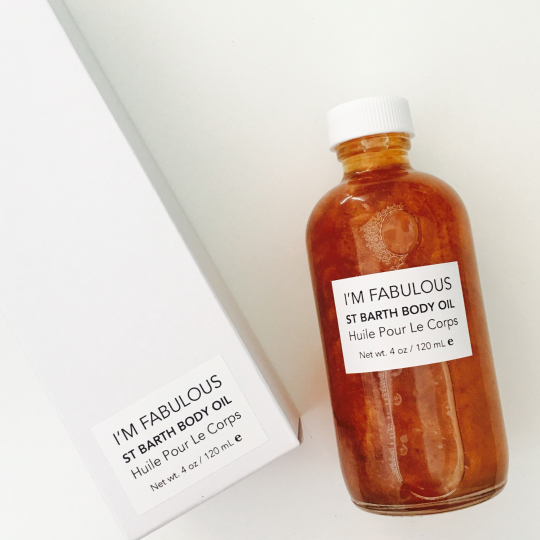 I'M FABULOUS
ST BARTH BODY OIL
Huile Pour Le Corps
Net wt. 4 oz / 120 mL ℮
I'M FABULOUS
ST BARTH BODY OIL
Huile Pour Le Corps
Net wt. 4 oz / 120 mL ℮